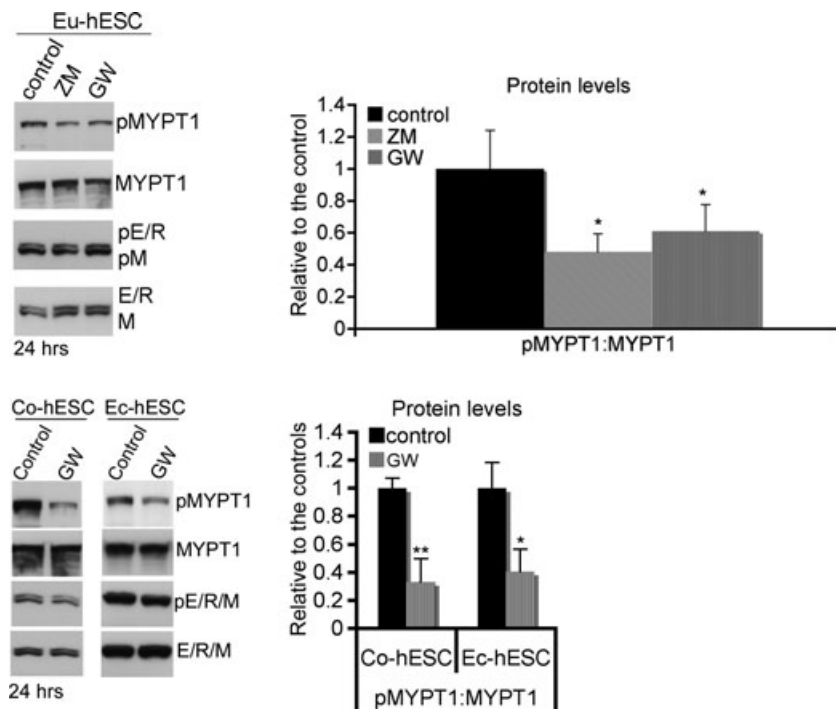 Eu-hESC
control ZM GW
pMYPT1
MYPT1
pE/R
pM
E/R
M
24 hrs
Protein levels
Relative to the control
1.4
1.2
1
0.8
0.6
0.4
0.2
0
control
ZM
GW
*
*
pMYPT1:MYPT1
Co-hESC Ec-hESC
Control GW Control GW
pMYPT1
MYPT1
pE/R/M
E/R/M
24 hrs
Protein levels
Relative to the controls
1.4
1.2
1
0.8
0.6
0.4
0.2
0
control
GW
**
*
Co-hESC Ec-hESC
pMYPT1:MYPT1